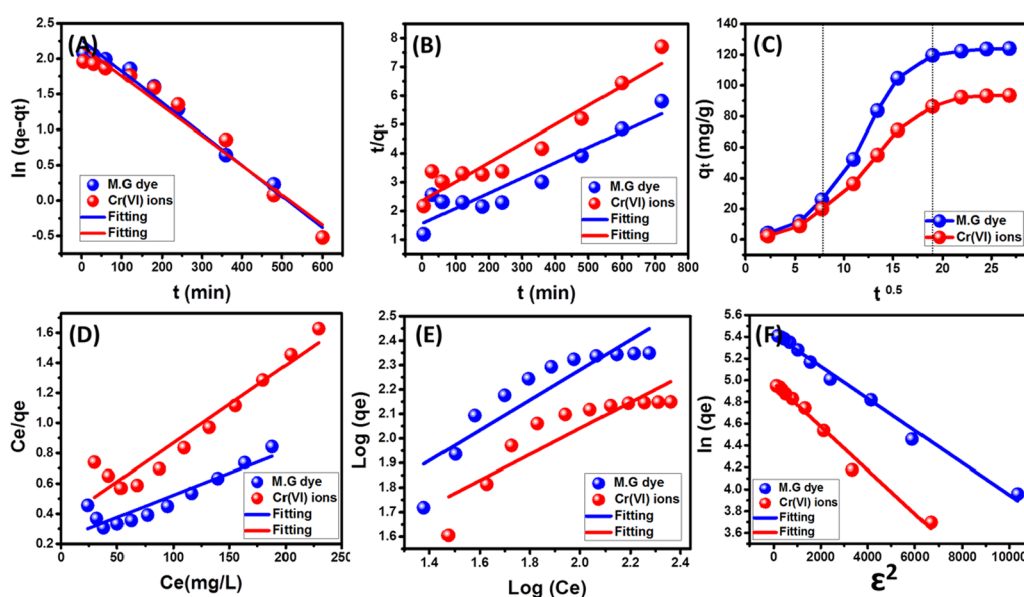 (A)
ln (qe-qt)
2.5
2.0
1.5
1.0
0.5
0.0
-0.5
M.G dye
Cr(VI) ions
Fitting
Fitting
0 100 200 300 400 500 600
t (min)
(B)
t/qt
8
7
6
5
4
3
2
1
M.G dye
Cr(VI) ions
Fitting
Fitting
0 100 200 300 400 500 600 700 800
t (min)
(C)
q t (mg/g)
140
120
100
80
60
40
20
0
M.G dye
Cr(VI) ions
0 5 10 15 20 25
t 0.5
(D)
Ce/qe
1.6
1.4
1.2
1.0
0.8
0.6
0.4
0.2
M.G dye
Cr(VI) ions
Fitting
Fitting
0 50 100 150 200 250
Ce(mg/L)
(E)
Log (qe)
2.5
2.4
2.3
2.2
2.1
2.0
1.9
1.8
1.7
1.6
M.G dye
Cr(VI) ions
Fitting
Fitting
1.4 1.6 1.8 2.0 2.2 2.4
Log (Ce)
(F)
ln (qe)
5.6
5.4
5.2
5.0
4.8
4.6
4.4
4.2
4.0
3.8
3.6
M.G dye
Cr(VI) ions
Fitting
Fitting
0 2000 4000 6000 8000 10000
ε2